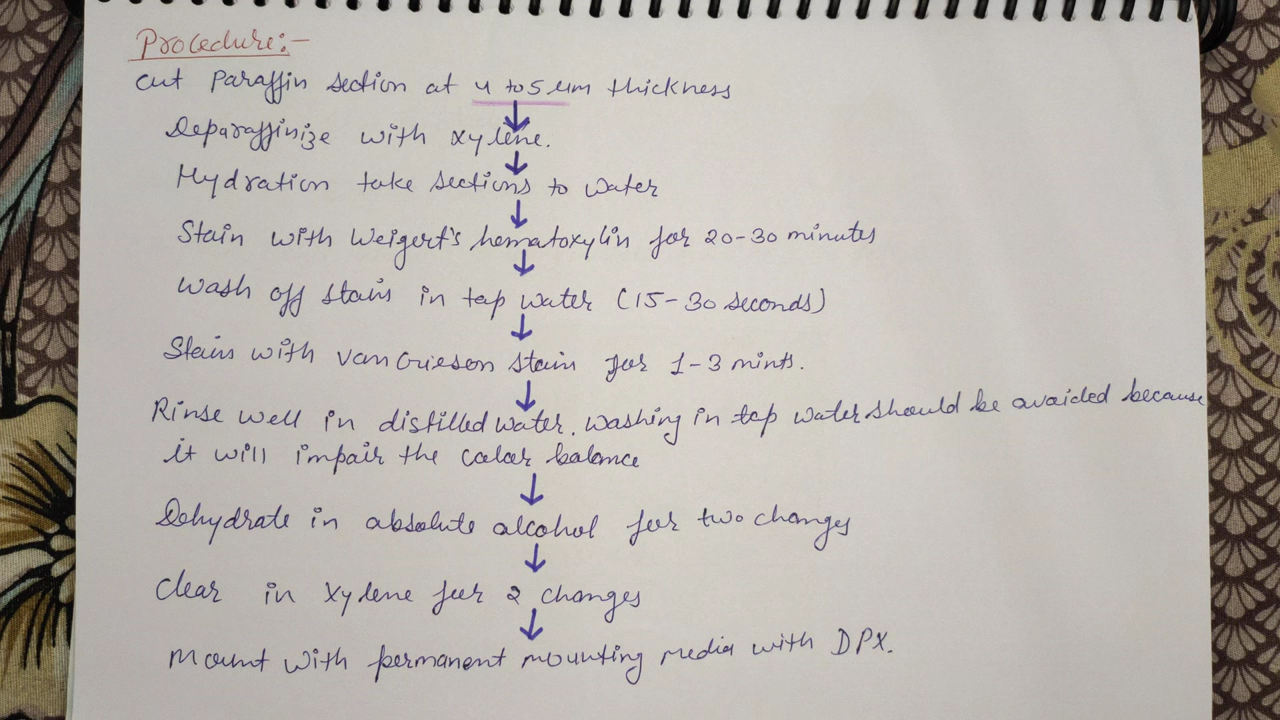 Procedure:-
cut paraffin section at 4 to 5 µm thickness
Deparaffinize with xylene.
Hydration take sections to water
Stain with Weigert's hematoxylin for 20-30 minutes
wash off stain in tap water (15-30 seconds)
Stain with van Grieson stain for 1-3 mints.
Rinse well in distilled water. washing in tap water should be avoided because
it will impair the color balance
Dehydrate in absolute alcohol for two changes
Clear in xylene for 2 changes
Mount with permanent mounting media with DPX.